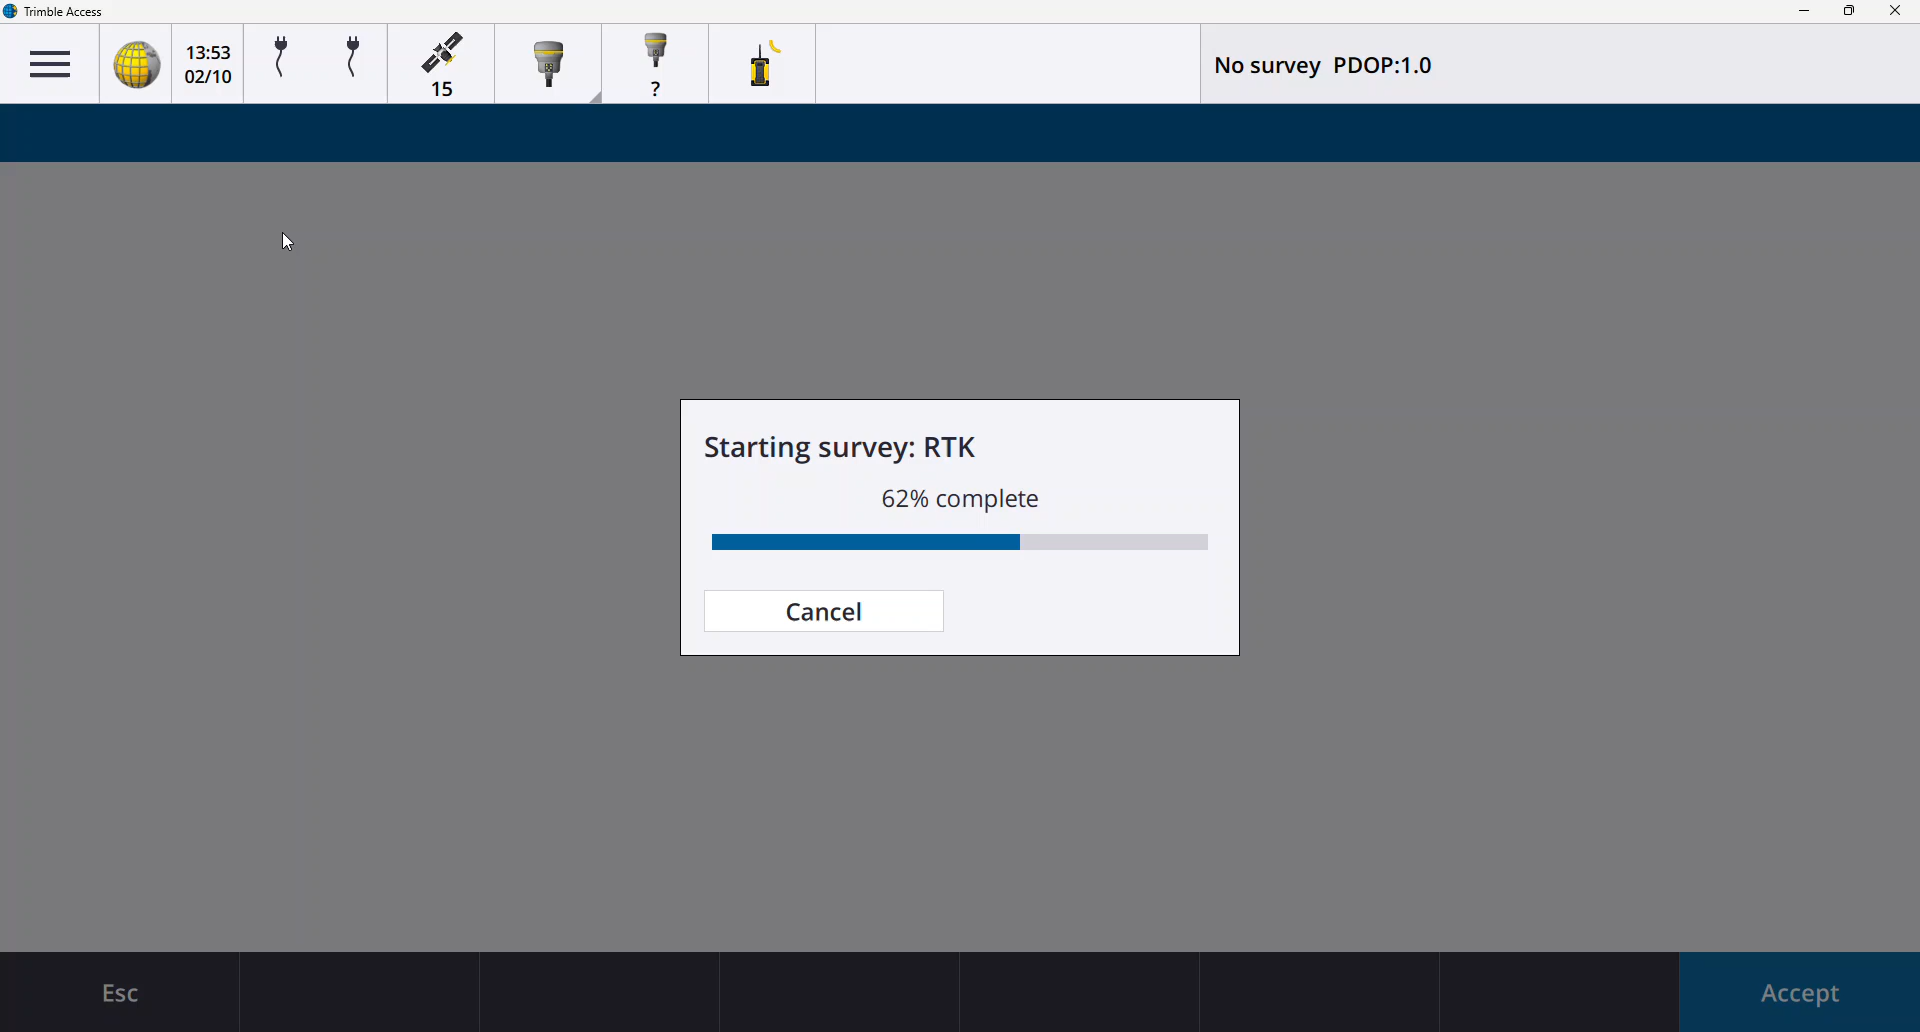 Trimble Access
13:53
02/10
15
?
No survey PDOP:1.0
Starting survey: RTK
62% complete
Cancel
Esc
Accept